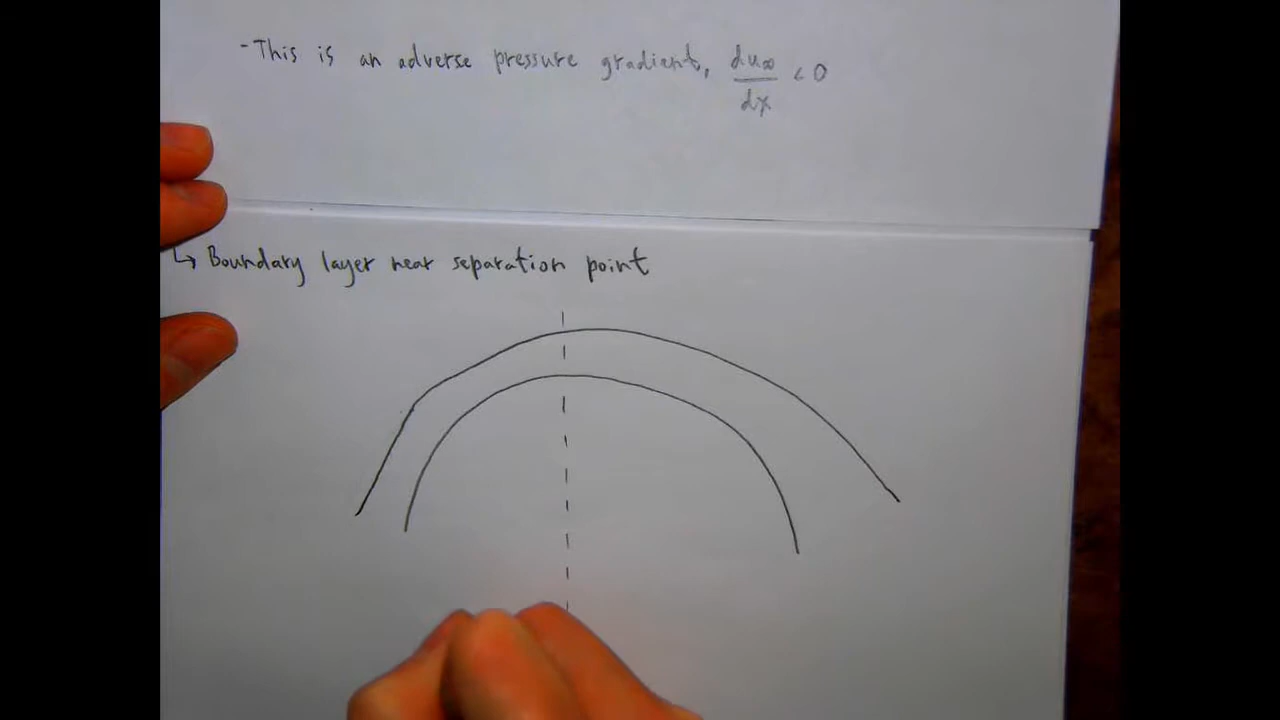 - This is an adverse pressure gradient, du∞/dx < 0
↳ Boundary layer near separation point